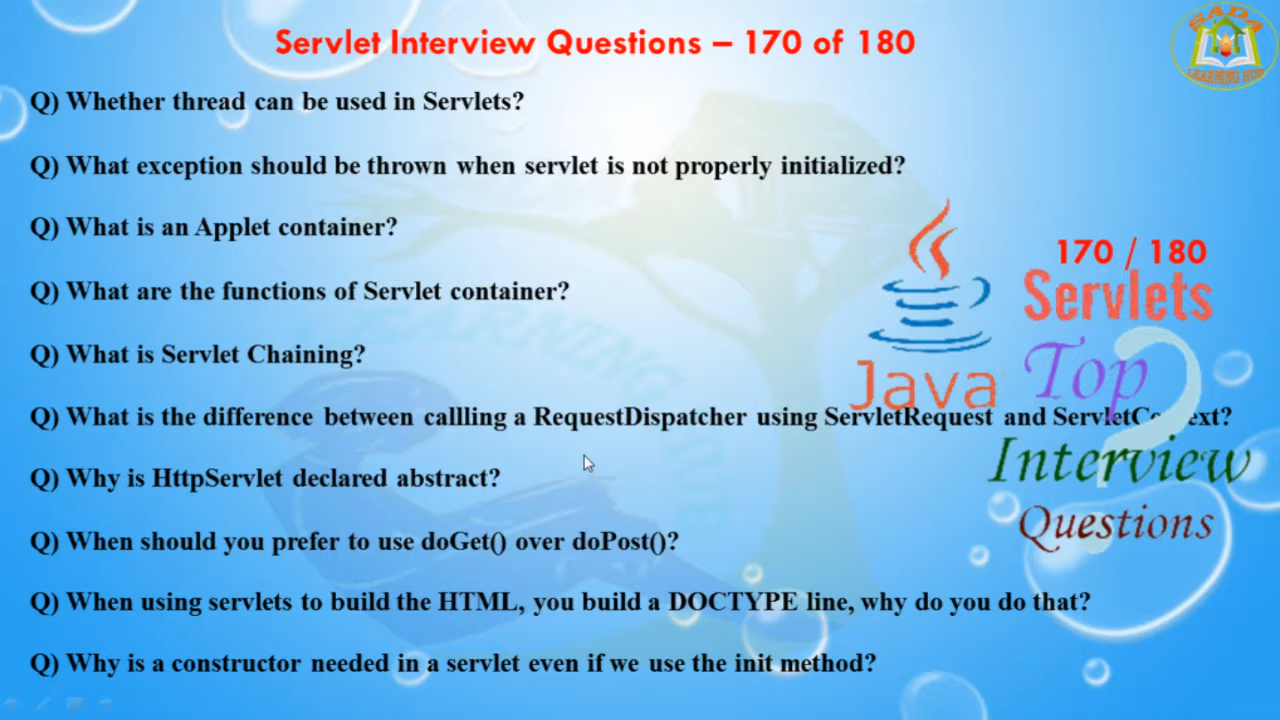 Servlet Interview Questions – 170 of 180
SADA
LEARNING HUB
Q) Whether thread can be used in Servlets?
Q) What exception should be thrown when servlet is not properly initialized?
Q) What is an Applet container?
170 / 180
Q) What are the functions of Servlet container?
Servlets
Q) What is Servlet Chaining?
Java
Top
Q) What is the difference between callling a RequestDispatcher using ServletRequest and ?
Interview
Q) Why is HttpServlet declared abstract?
Questions
Q) When should you prefer to use doGet() over doPost()?
Q) When using servlets to build the HTML, you build a DOCTYPE line, why do you do that?
Q) Why is a constructor needed in a servlet even if we use the init method?